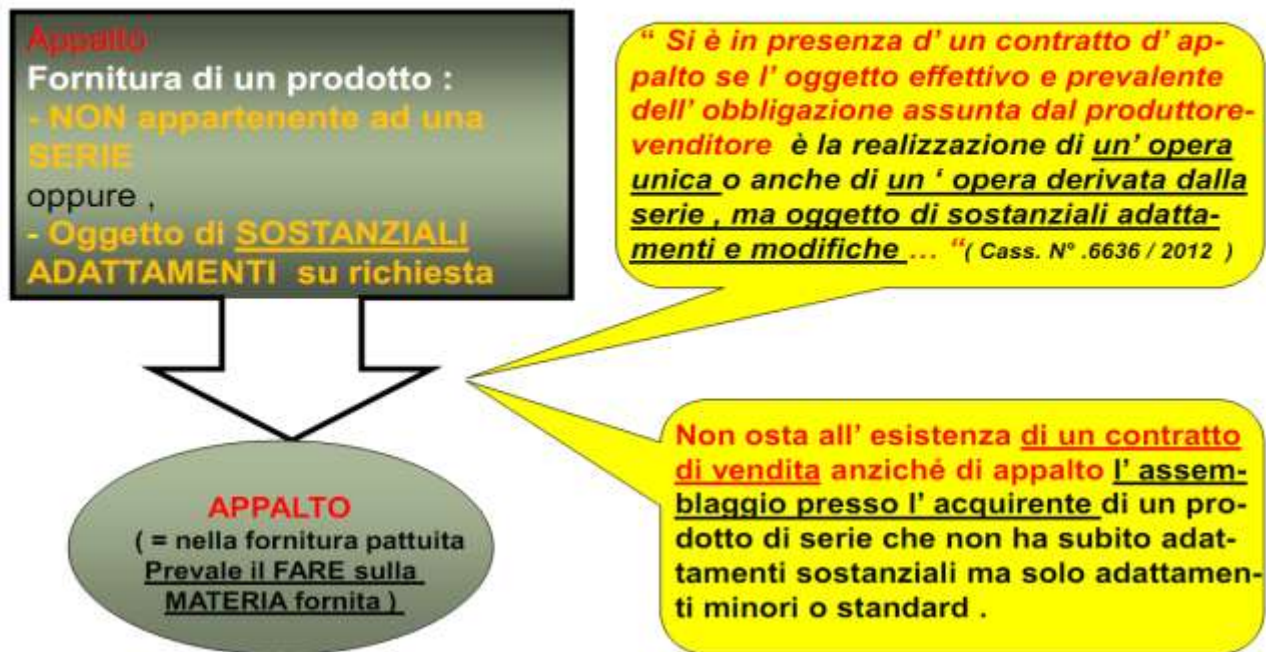 Appalto
Fornitura di un prodotto :
- NON appartenente ad una
SERIE
oppure ,
- Oggetto di SOSTANZIALI
ADATTAMENTI su richiesta
“ Si è in presenza d’ un contratto d’ ap-
palto se l’ oggetto effettivo e prevalente
dell’ obbligazione assunta dal produttore-
venditore è la realizzazione di un’ opera
unica o anche di un ‘ opera derivata dalla
serie , ma oggetto di sostanziali adatta-
menti e modifiche … “( Cass. N° .6636 / 2012 )
APPALTO
( = nella fornitura pattuita
Prevale il FARE sulla
MATERIA fornita )
Non osta all’ esistenza di un contratto
di vendita anziché di appalto l’ assem-
blaggio presso l’ acquirente di un pro-
dotto di serie che non ha subito adat-
tamenti sostanziali ma solo adattamen-
ti minori o standard .